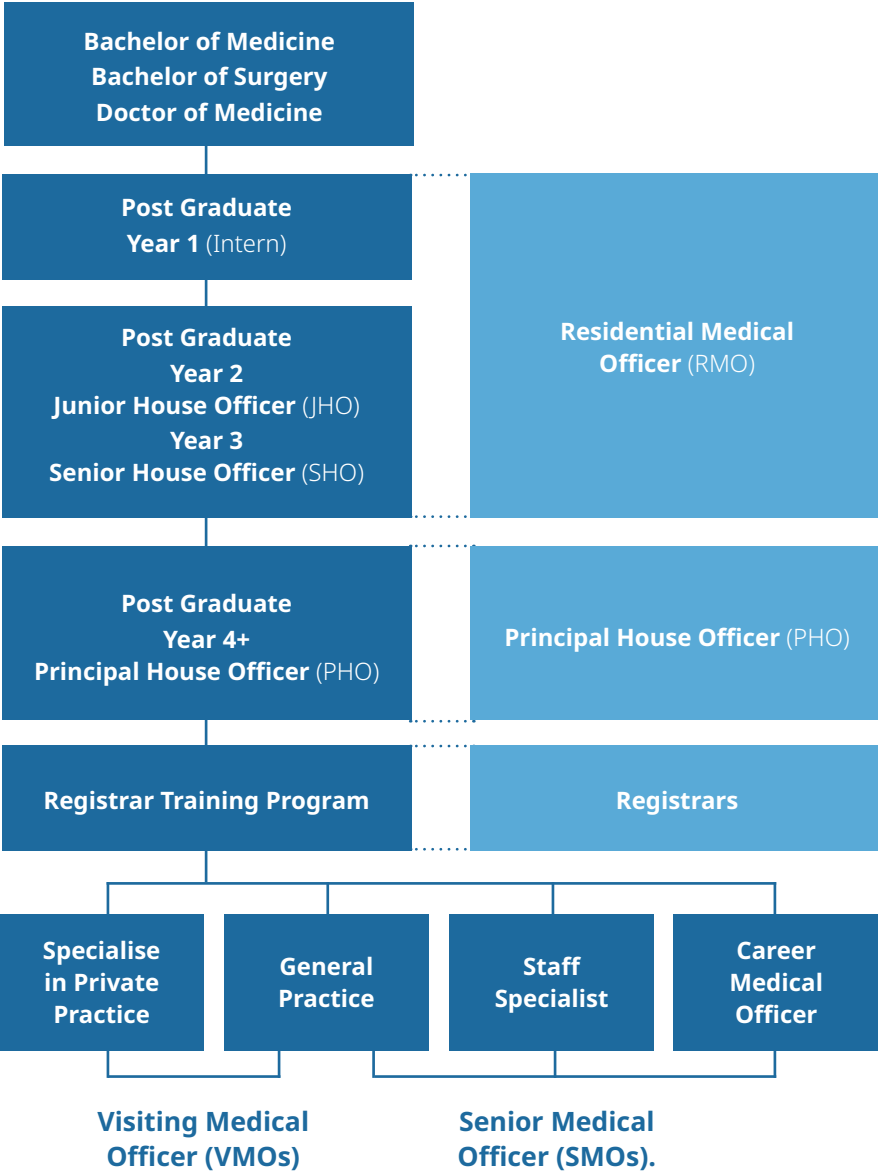 Bachelor of Medicine
Bachelor of Surgery
Doctor of Medicine
Post Graduate
Year 1 (Intern)
Post Graduate
Year 2
Junior House Officer (JHO)
Year 3
Senior House Officer (SHO)
Residential Medical
Officer (RMO)
Post Graduate
Year 4+
Principal House Officer (PHO)
Principal House Officer (PHO)
Registrar Training Program
Registrars
Specialise
in Private
Practice
General
Practice
Staff
Specialist
Career
Medical
Officer
Visiting Medical
Officer (VMOs)
Senior Medical
Officer (SMOs).